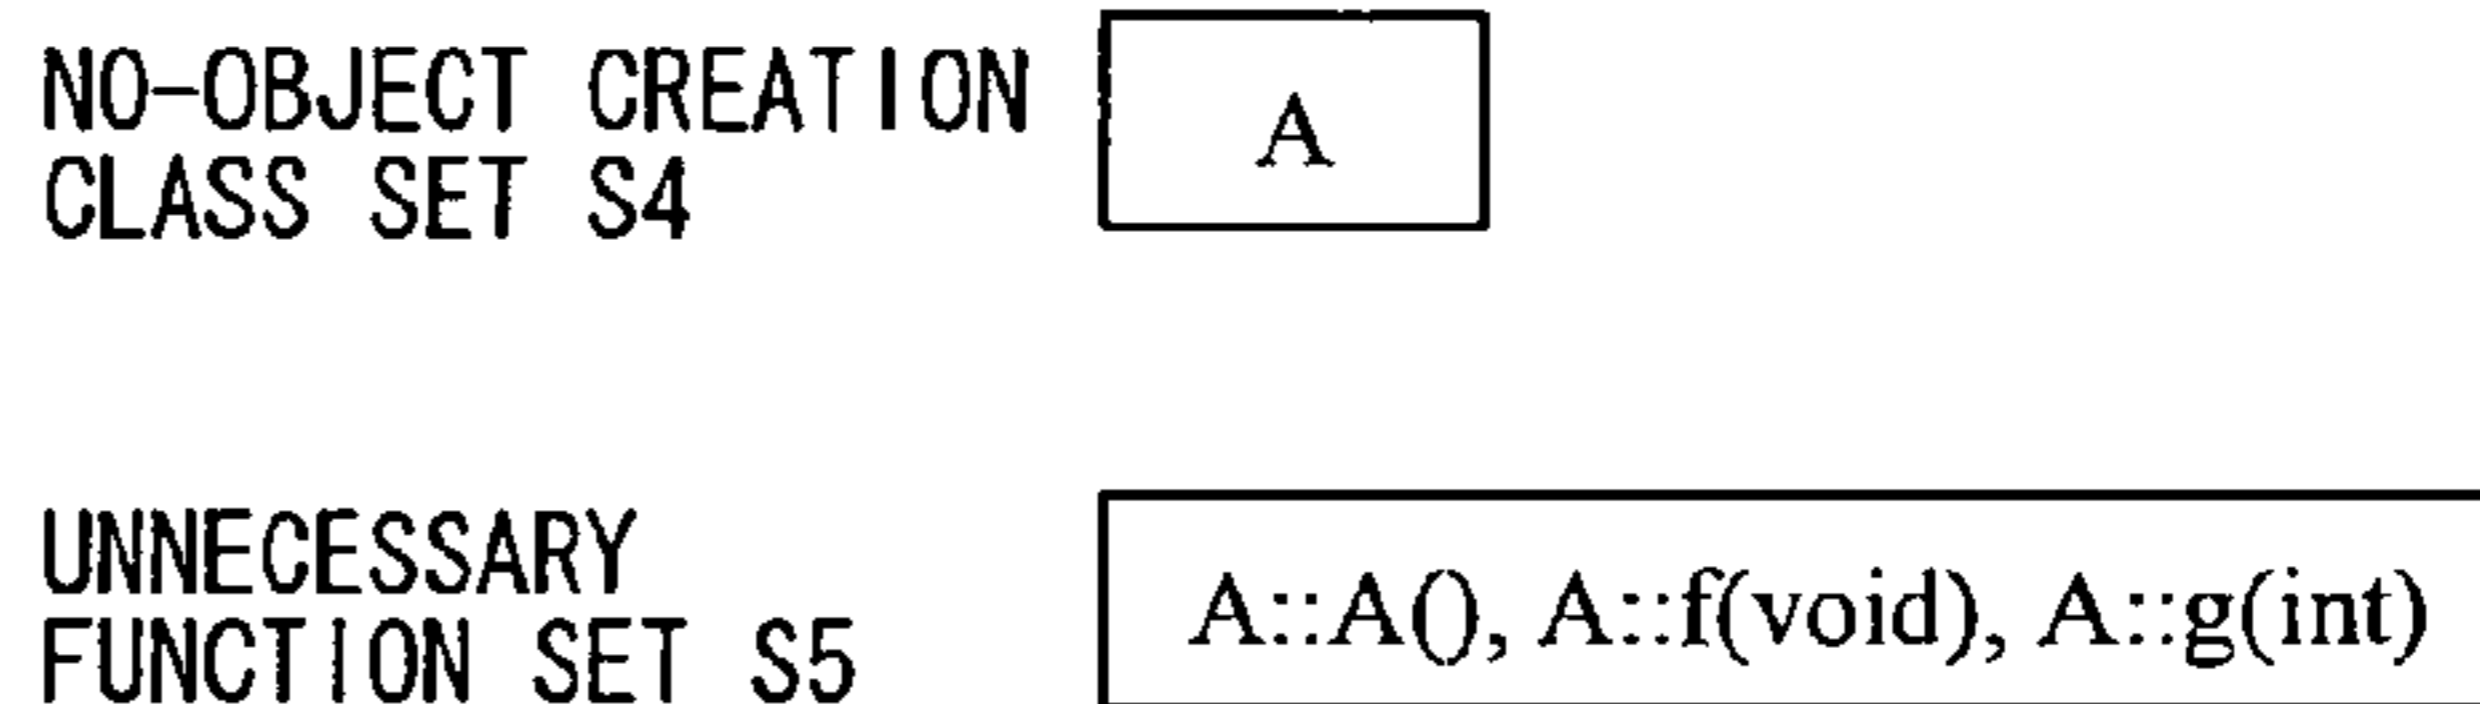 NO-OBJECT CREATION
CLASS SET S4
A
UNNECESSARY
FUNCTION SET S5
A::A(), A::f(void), A::g(int)